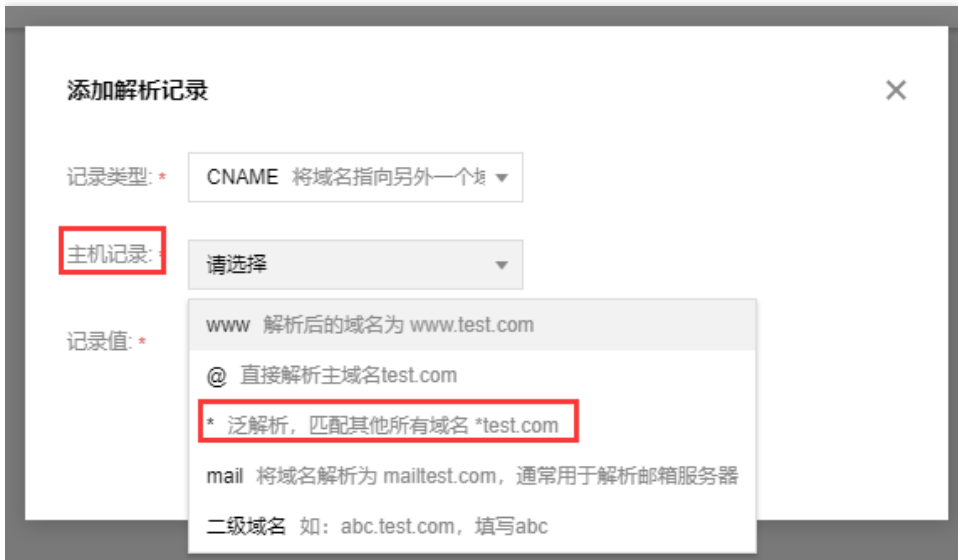 添加解析记录
记录类型: * CNAME 将域名指向另外一个
主机记录: 请选择
www 解析后的域名为 www.test.com
记录值: *
@ 直接解析主域名test.com
* 泛解析，匹配其他所有域名 *test.com
mail 将域名解析为 mailtest.com，通常用于解析邮箱服务器
二级域名 如：abc.test.com，填写abc